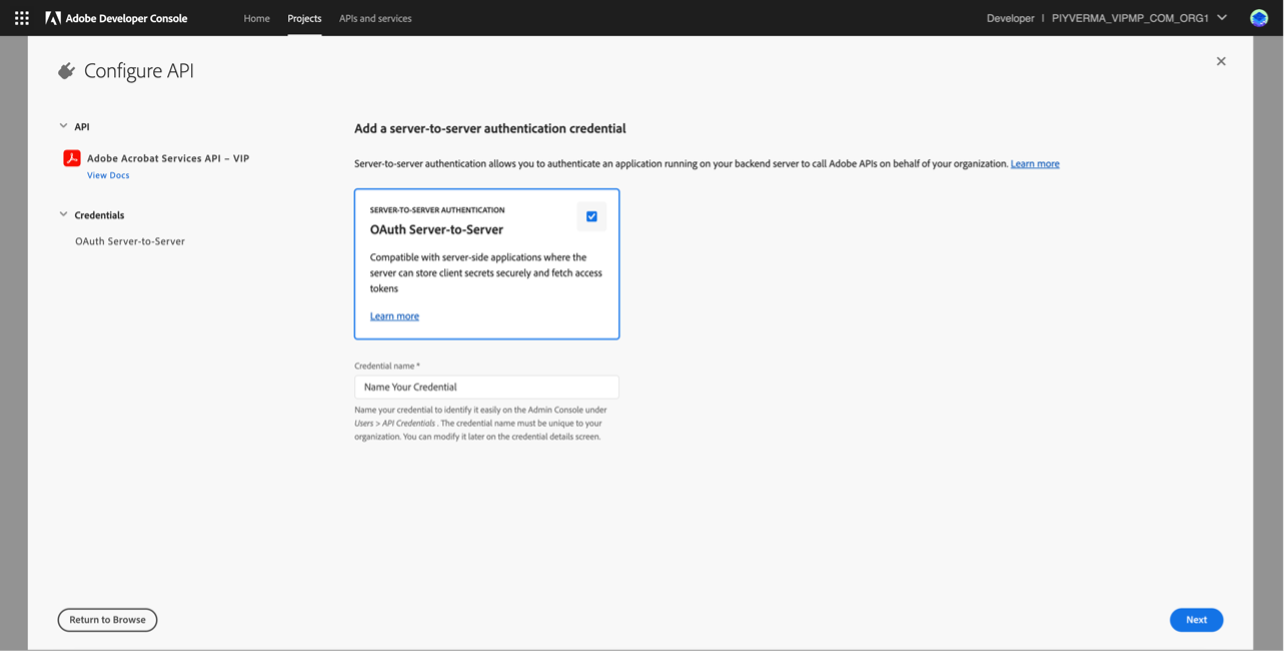 Adobe Developer Console
Home
Projects
APIs and services
Developer | PIYVERMA_VIPMP_COM_ORG1
Configure API
API
Adobe Acrobat Services API – VIP
View Docs
Credentials
OAuth Server-to-Server
Add a server-to-server authentication credential
Server-to-server authentication allows you to authenticate an application running on your backend server to call Adobe APIs on behalf of your organization. Learn more
SERVER-TO-SERVER AUTHENTICATION
OAuth Server-to-Server
Compatible with server-side applications where the
server can store client secrets securely and fetch access
tokens
Learn more
Credential name *
Name Your Credential
Name your credential to identify it easily on the Admin Console under
Users > API Credentials . The credential name must be unique to your
organization. You can modify it later on the credential details screen.
Return to Browse
Next